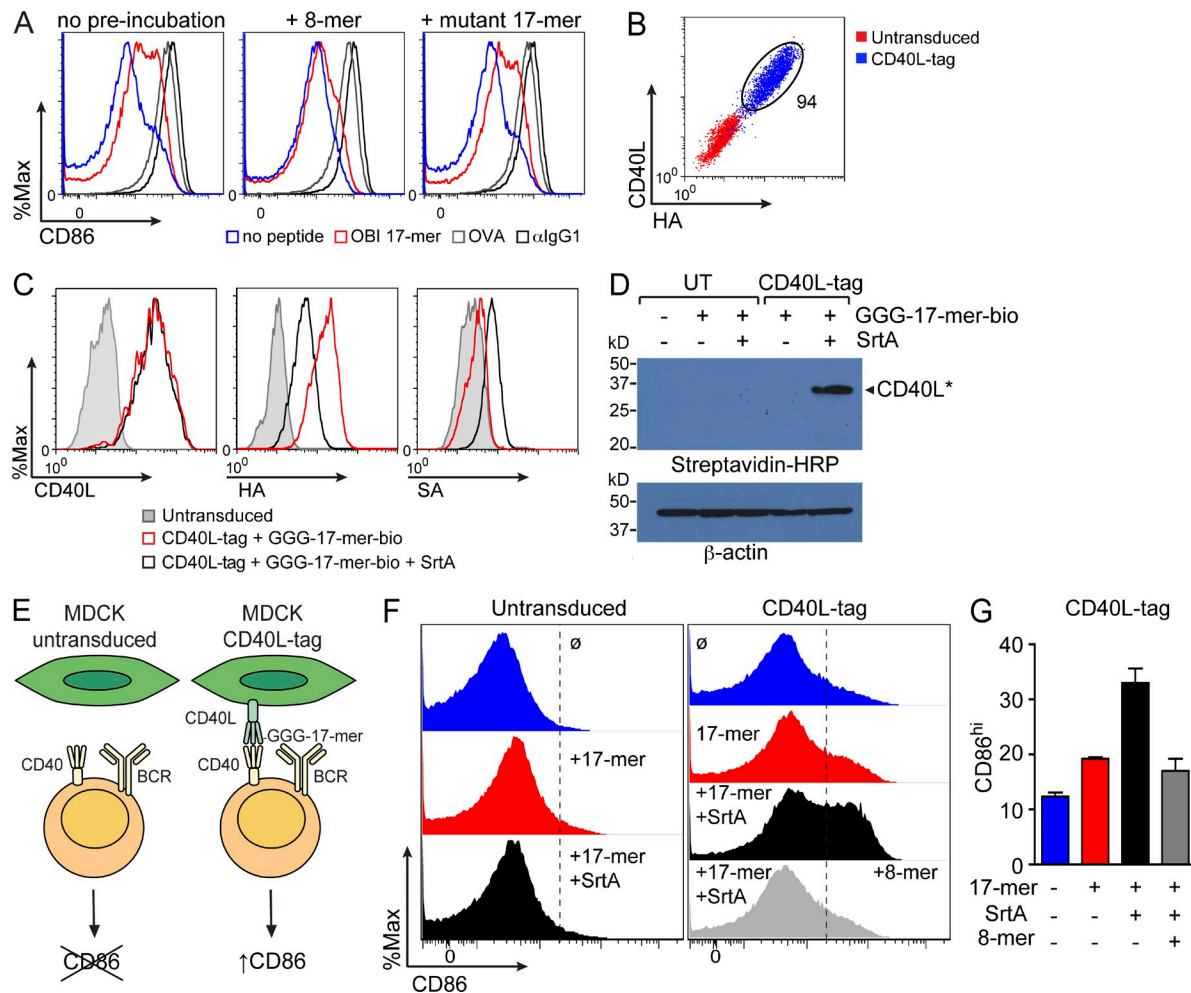 A
no pre-incubation
+ 8-mer
+ mutant 17-mer
%Max
0
0
0
0
0
0
CD86
no peptide OBI 17-mer OVA αIgG1
B
Untransduced
CD40L-tag
94
CD40L
10⁰
10⁰
HA
C
%Max
0
0
0
10⁰
10⁰
10⁰
CD40L
HA
SA
Untransduced
CD40L-tag + GGG-17-mer-bio
CD40L-tag + GGG-17-mer-bio + SrtA
D
UT CD40L-tag
- + + + + GGG-17-mer-bio
- - + - + SrtA
kD
50
37
25
20
CD40L*
Streptavidin-HRP
kD
50
37
β-actin
E
MDCK
untransduced
MDCK
CD40L-tag
CD40L
GGG-17-mer
CD40
BCR
CD40
BCR
CD86
↑CD86
F
Untransduced
ø
+17-mer
+17-mer
+SrtA
CD40L-tag
ø
17-mer
+17-mer
+SrtA
+17-mer
+SrtA
+8-mer
%Max
0
0
CD86
G
CD40L-tag
CD86ʰⁱ
40
30
20
10
0
17-mer - + + +
SrtA - - + +
8-mer - - - +